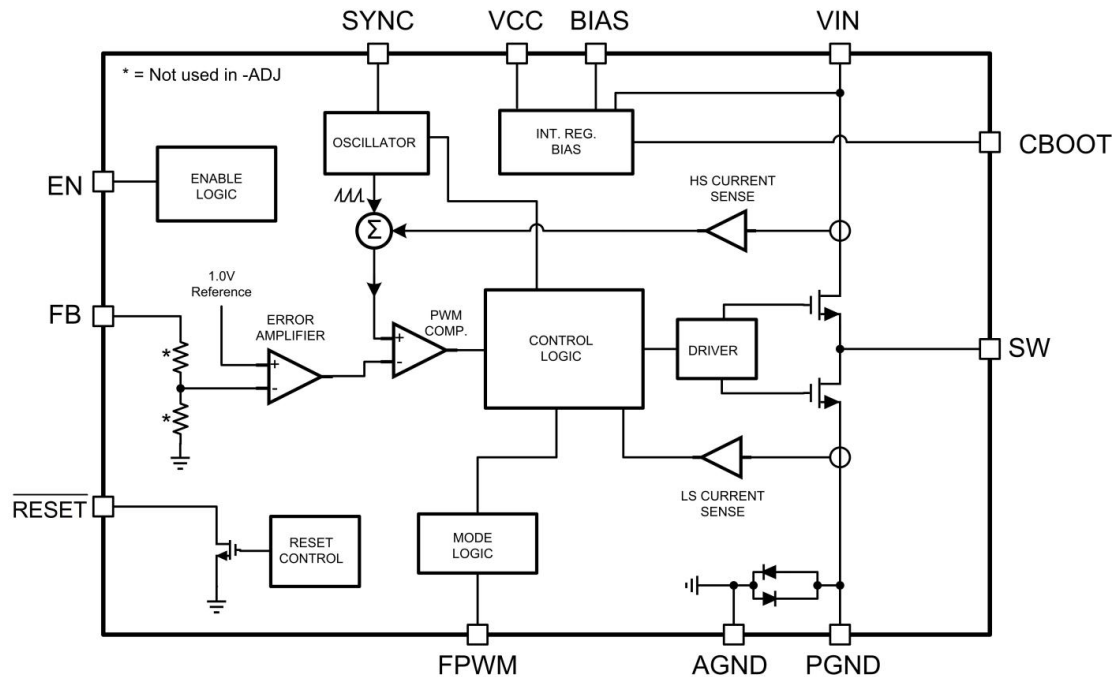 SYNC
VCC
BIAS
VIN
* = Not used in -ADJ
OSCILLATOR
INT. REG.
BIAS
CBOOT
EN
ENABLE
LOGIC
HS CURRENT
SENSE
Σ
1.0V
Reference
FB
ERROR
AMPLIFIER
PWM
COMP.
+
-
+
-
*
*
CONTROL
LOGIC
DRIVER
SW
LS CURRENT
SENSE
RESET
RESET
CONTROL
MODE
LOGIC
FPWM
AGND
PGND